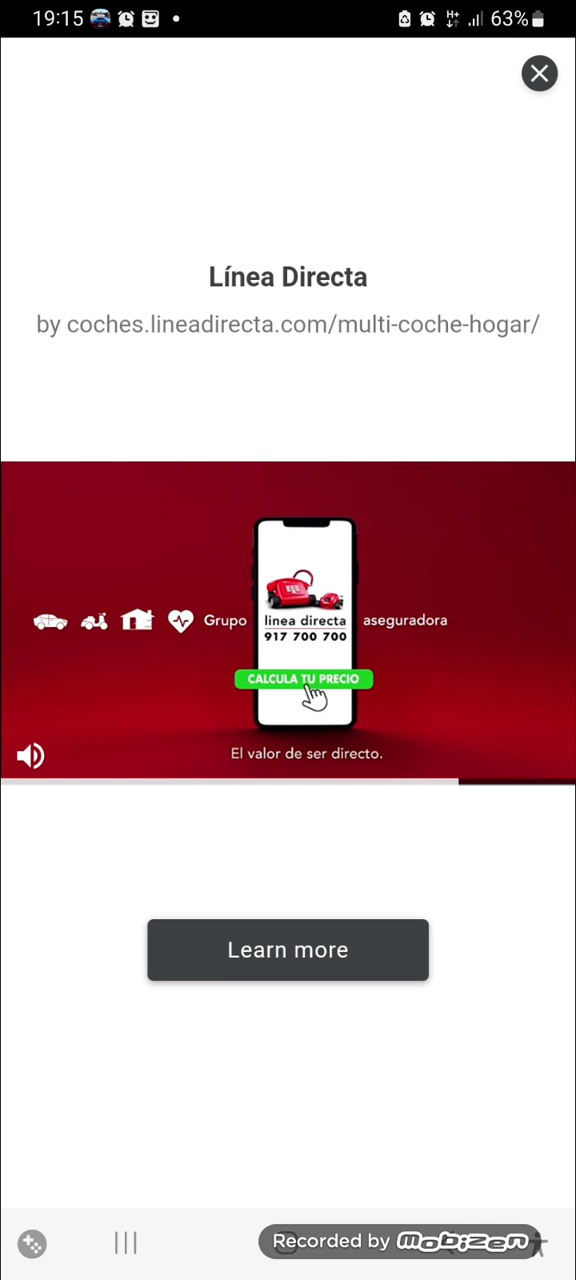 19:15
H+
63%
Línea Directa
by coches.lineadirecta.com/multi-coche-hogar/
Grupo
linea directa
917 700 700
aseguradora
CALCULA TU PRECIO
El valor de ser directo.
Learn more
Recorded by mobizen